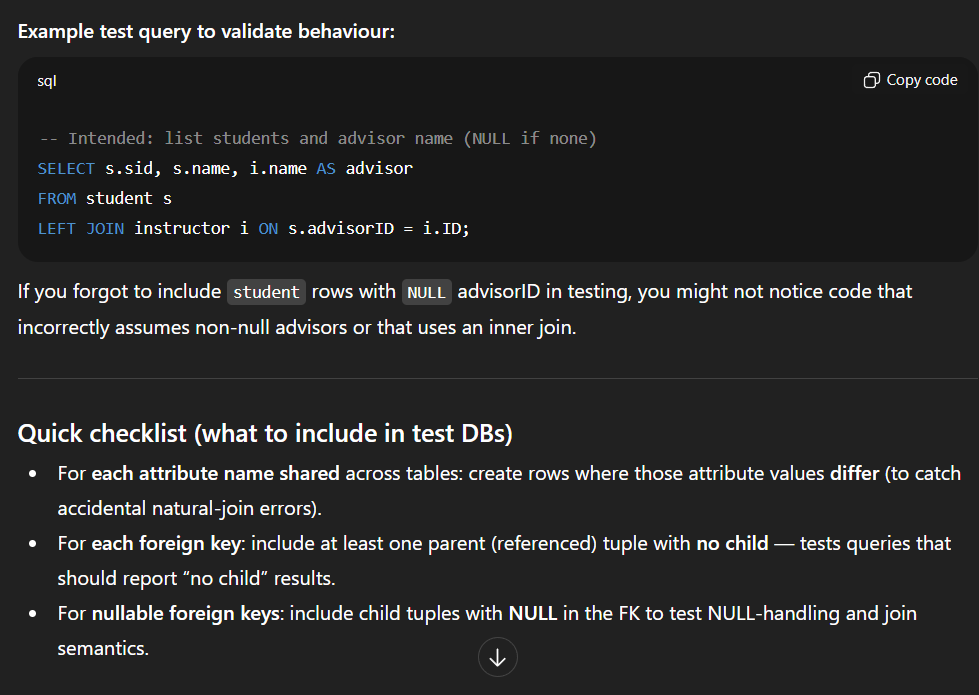 Example test query to validate behaviour:
sql
Copy code
-- Intended: list students and advisor name (NULL if none)
SELECT s.sid, s.name, i.name AS advisor
FROM student s
LEFT JOIN instructor i ON s.advisorID = i.ID;
If you forgot to include student rows with NULL advisorID in testing, you might not notice code that
incorrectly assumes non-null advisors or that uses an inner join.
Quick checklist (what to include in test DBs)
• For each attribute name shared across tables: create rows where those attribute values differ (to catch
accidental natural-join errors).
• For each foreign key: include at least one parent (referenced) tuple with no child — tests queries that
should report “no child” results.
• For nullable foreign keys: include child tuples with NULL in the FK to test NULL-handling and join
semantics.